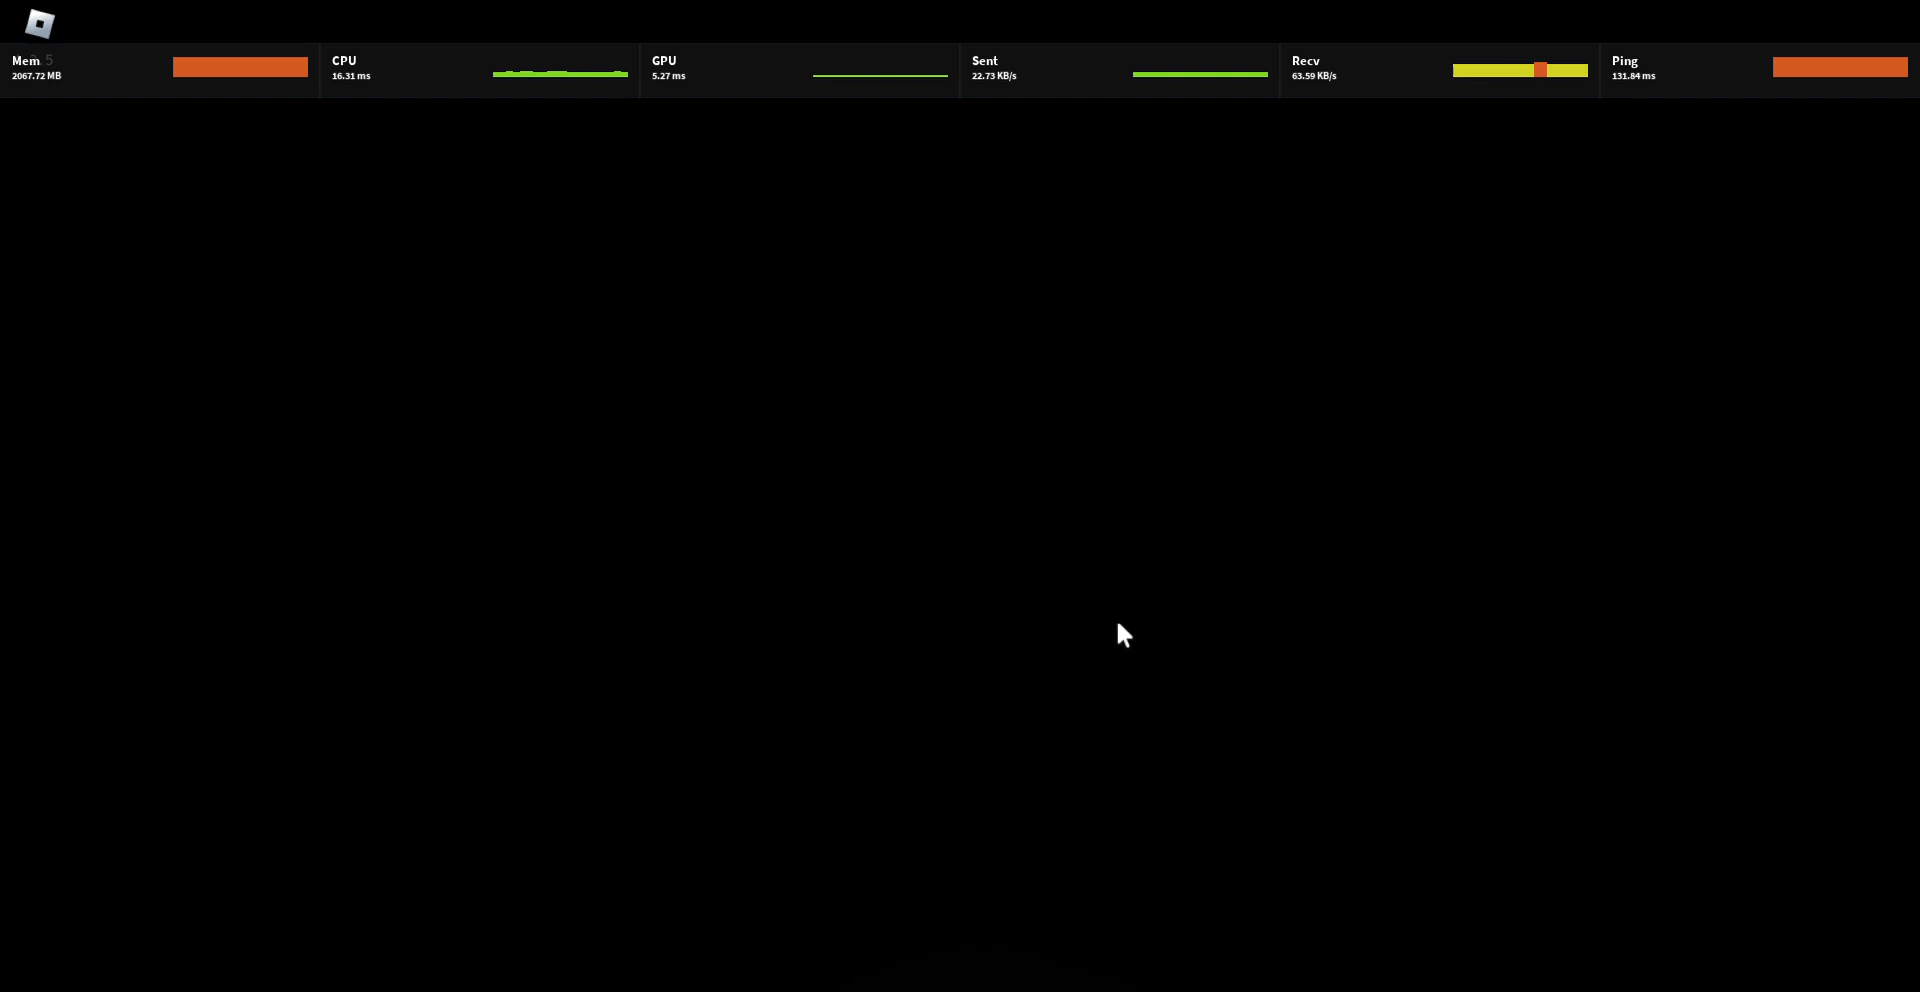 Mem 5
2067.72 MB
CPU
16.31 ms
GPU
5.27 ms
Sent
22.73 KB/s
Recv
63.59 KB/s
Ping
131.84 ms